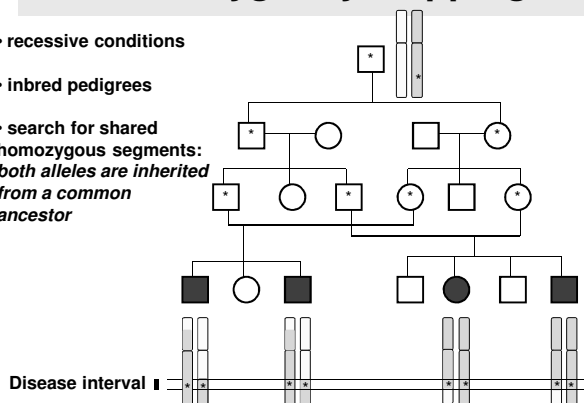 • recessive conditions
• inbred pedigrees
• search for shared
homozygous segments:
both alleles are inherited
from a common
ancestor
Disease interval